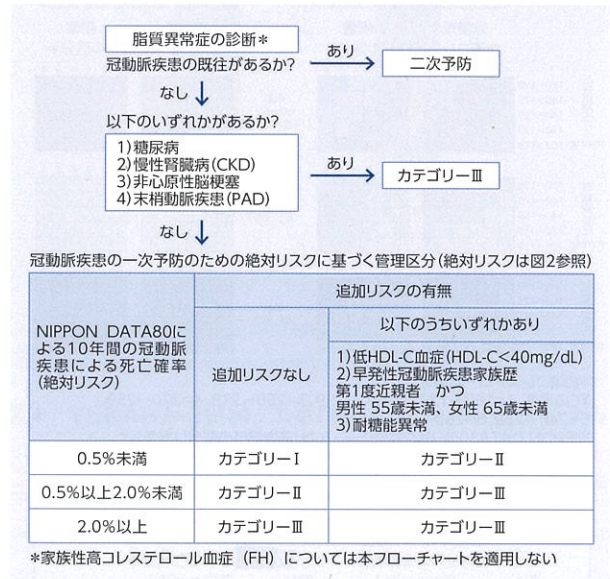 脂質異常症の診断*
冠動脈疾患の既往があるか?
あり
二次予防
なし
以下のいずれかがあるか?
1)糖尿病
2)慢性腎臓病(CKD)
3)非心原性脳梗塞
4)末梢動脈疾患(PAD)
あり
カテゴリーⅢ
なし
冠動脈疾患の一次予防のための絶対リスクに基づく管理区分(絶対リスクは図2参照)
NIPPON DATA80に
よる10年間の冠動脈
疾患による死亡確率
(絶対リスク)
追加リスクの有無
追加リスクなし
以下のうちいずれかあり
1)低HDL-C血症(HDL-C<40mg/dL)
2)早発性冠動脈疾患家族歴
第1度近親者 かつ
男性 55歳未満、女性 65歳未満
3)耐糖能異常
0.5%未満 カテゴリーⅠ カテゴリーⅡ
0.5%以上2.0%未満 カテゴリーⅡ カテゴリーⅢ
2.0%以上 カテゴリーⅢ カテゴリーⅢ
*家族性高コレステロール血症(FH)については本フローチャートを適用しない